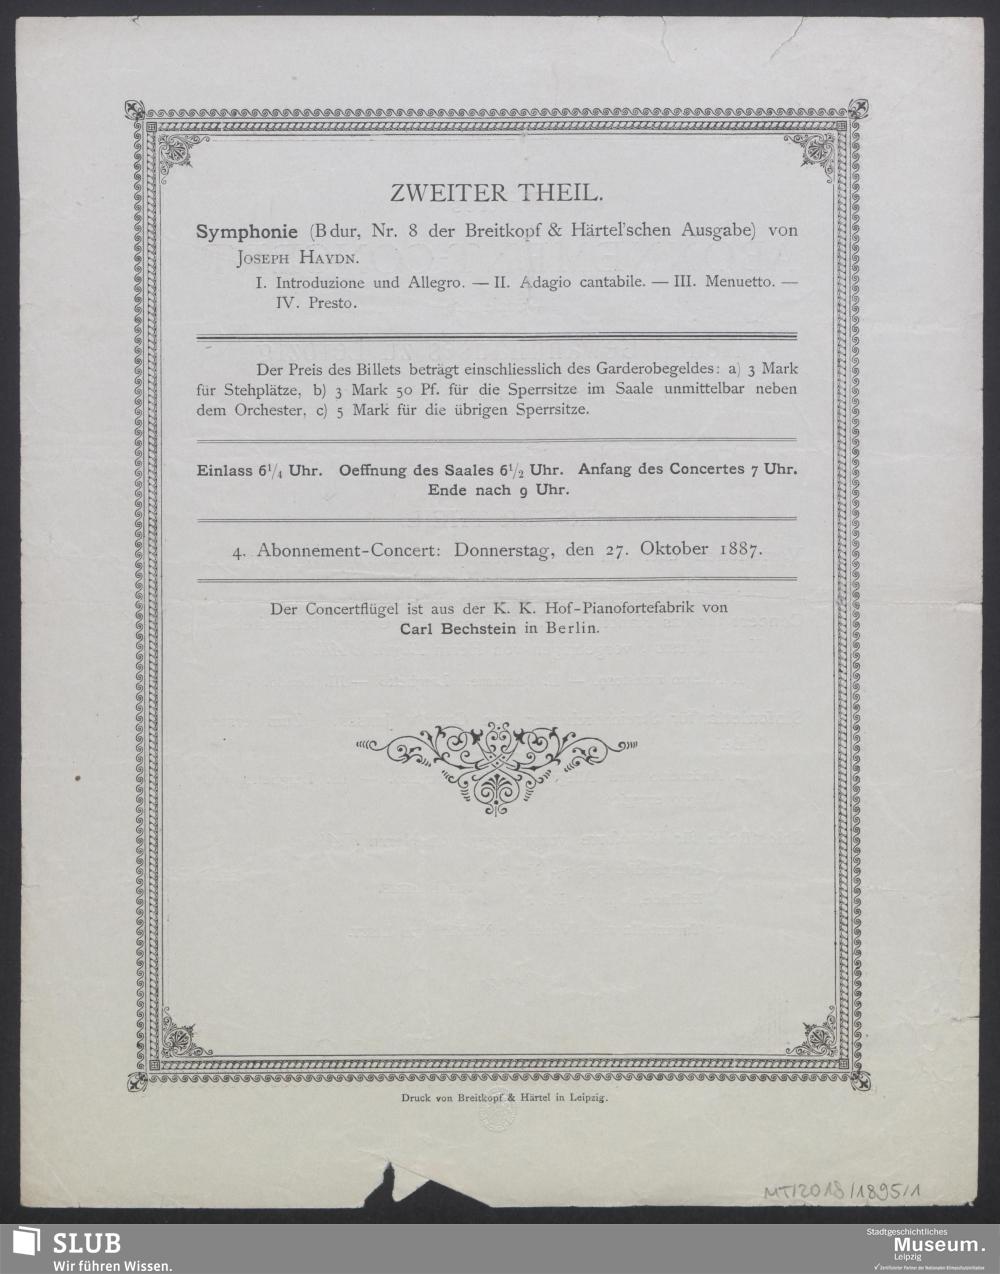 ZWEITER THEIL.
Symphonie (B dur, Nr. 8 der Breitkopf & Härtel'schen Ausgabe) von
JOSEPH HAYDN.
I. Introduzione und Allegro. — II. Adagio cantabile. — III. Menuetto. —
IV. Presto.
Der Preis des Billets beträgt einschliesslich des Garderobegeldes: a) 3 Mark
für Stehplätze, b) 3 Mark 50 Pf. für die Sperrsitze im Saale unmittelbar neben
dem Orchester, c) 5 Mark für die übrigen Sperrsitze.
Einlass 6¹/₄ Uhr. Oeffnung des Saales 6¹/₂ Uhr. Anfang des Concertes 7 Uhr.
Ende nach 9 Uhr.
4. Abonnement-Concert: Donnerstag, den 27. Oktober 1887.
Der Concertflügel ist aus der K. K. Hof-Pianofortefabrik von
Carl Bechstein in Berlin.
Druck von Breitkopf & Härtel in Leipzig.
MT/2018/1895/1
SLUB
Wir führen Wissen.
Stadtgeschichtliches
Museum.
Leipzig
Zertifizierter Partner der Nationalen Klimaschutzinitiative